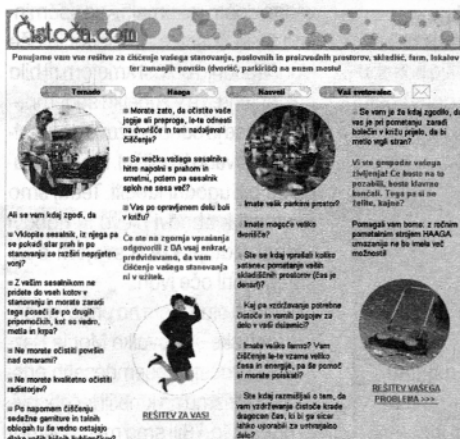 Čistoča.com
Ponujamo vam vse rešitve za čiščenje vašega stanovanja, poslovnih in proizvodnih prostorov, skladišč, farm, lokalov
ter zunanjih površin (dvorišč, parkirišč) na enem mestu!
Tornado
Haaga
Nasveti
Vaš svetovalec
Ali se vam kdaj zgodi, da
Vklopite sesalnik, iz njega pa
se pokadi star prah in po
stanovanju se razširi neprijeten
vonj?
Z vašim sesalnikom ne
pridete do vseh kotov v
stanovanju in morate zaradi
tega poseči še po drugih
pripomočkih, kot so vedro,
metla in krpa?
Ne morete očistiti površin
nad omarami?
Ne morete kvalitetno očistiti
radiatorjev?
Po napornem čiščenju
sedežne garniture in talnih
oblogah tu še vedno ostajajo
Morate zato, da očistite vaše
jogije ali preproge, le-te odnesti
na dvorišče in tam nadaljevati
čiščenje?
Se vrečka vašega sesalnika
hitro napolni s prahom in
smetmi, potem pa sesalnik
sploh ne sesa več?
Vas po opravljenem delu boli
v križu?
Če ste na zgornja vprašanja
odgovorili z DA vsaj enkrat,
predvidevamo, da vam
čiščenje vašega stanovanja
ni v užitek.
REŠITEV ZA VAS!
Imate velik parkirni prostor?
Imate mogoče veliko
dvorišče?
Ste se kdaj vprašali koliko
vas stane pometanje vaših
skladiščnih prostorov (čas je
denar)?
Kaj pa vzdrževanje potrebne
čistoče in varnih pogojev za
delo v vaši delavnici?
Imate veliko farmo? Vam
čiščenje le-te vzame veliko
časa in energije, pa še pomoč
si morate poiskati?
Ste kdaj razmišljali o tem, da
vam vzdrževanje čistoče krade
dragocen čas, ki bi ga sicer
lahko uporabili za ustvarjalno
delo?
Se vam je že kdaj zgodilo, da
vas je pri pometanju zaradi
bolečin v križu prijelo, da bi
metlo vrgli stran?
Vi ste gospodar vašega
življenja! Če boste na to
pozabili, boste klavrno
končali. Tega pa si ne
želite, kajne?
Pomagali vam bomo: z ročnim
pometalnim strojem HAAGA
umazanija ne bo imela več
možnosti!
REŠITEV VAŠEGA
PROBLEMA >>>